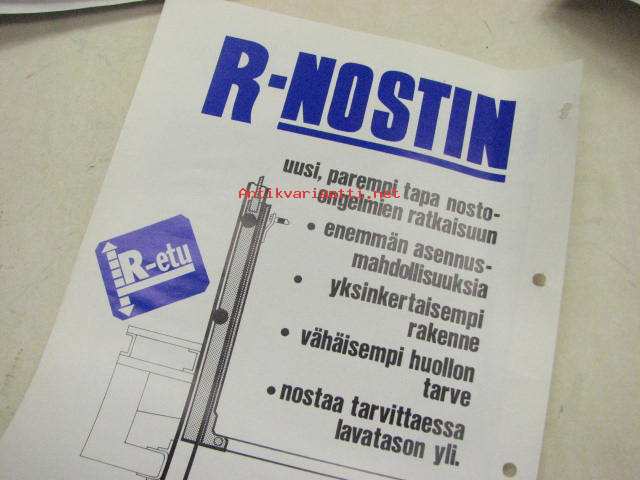 R-NOSTIN
uusi, parempi tapa nosto-
Antikvariaatti.net
ongelmien ratkaisuun
• enemmän asennus-
mahdollisuuksia
R-etu
• yksinkertaisempi
rakenne
• vähäisempi huollon
tarve
• nostaa tarvittaessa
lavatason yli.